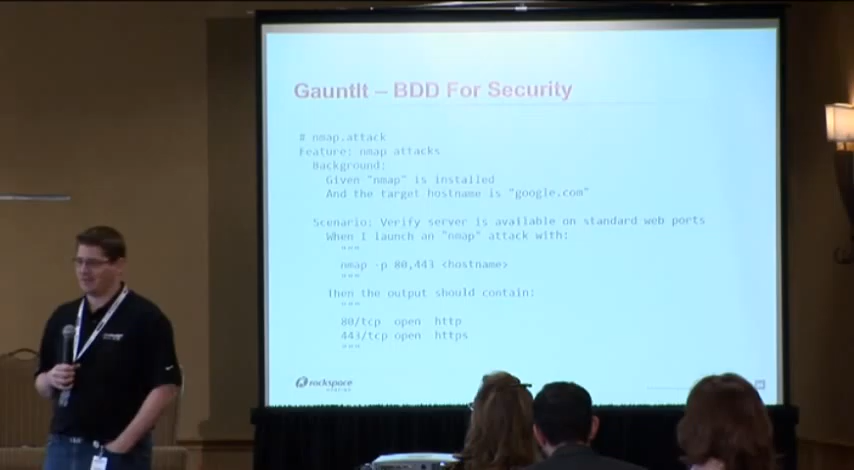 GauntIt – BDD For Security
# nmap.attack
Feature: nmap attacks
Background:
Given "nmap" is installed
And the target hostname is "google.com"
Scenario: Verify server is available on standard web ports
When I launch an "nmap" attack with:
"""
nmap -p 80,443 <hostname>
"""
Then the output should contain:
"""
80/tcp open http
443/tcp open https
"""
rackspace